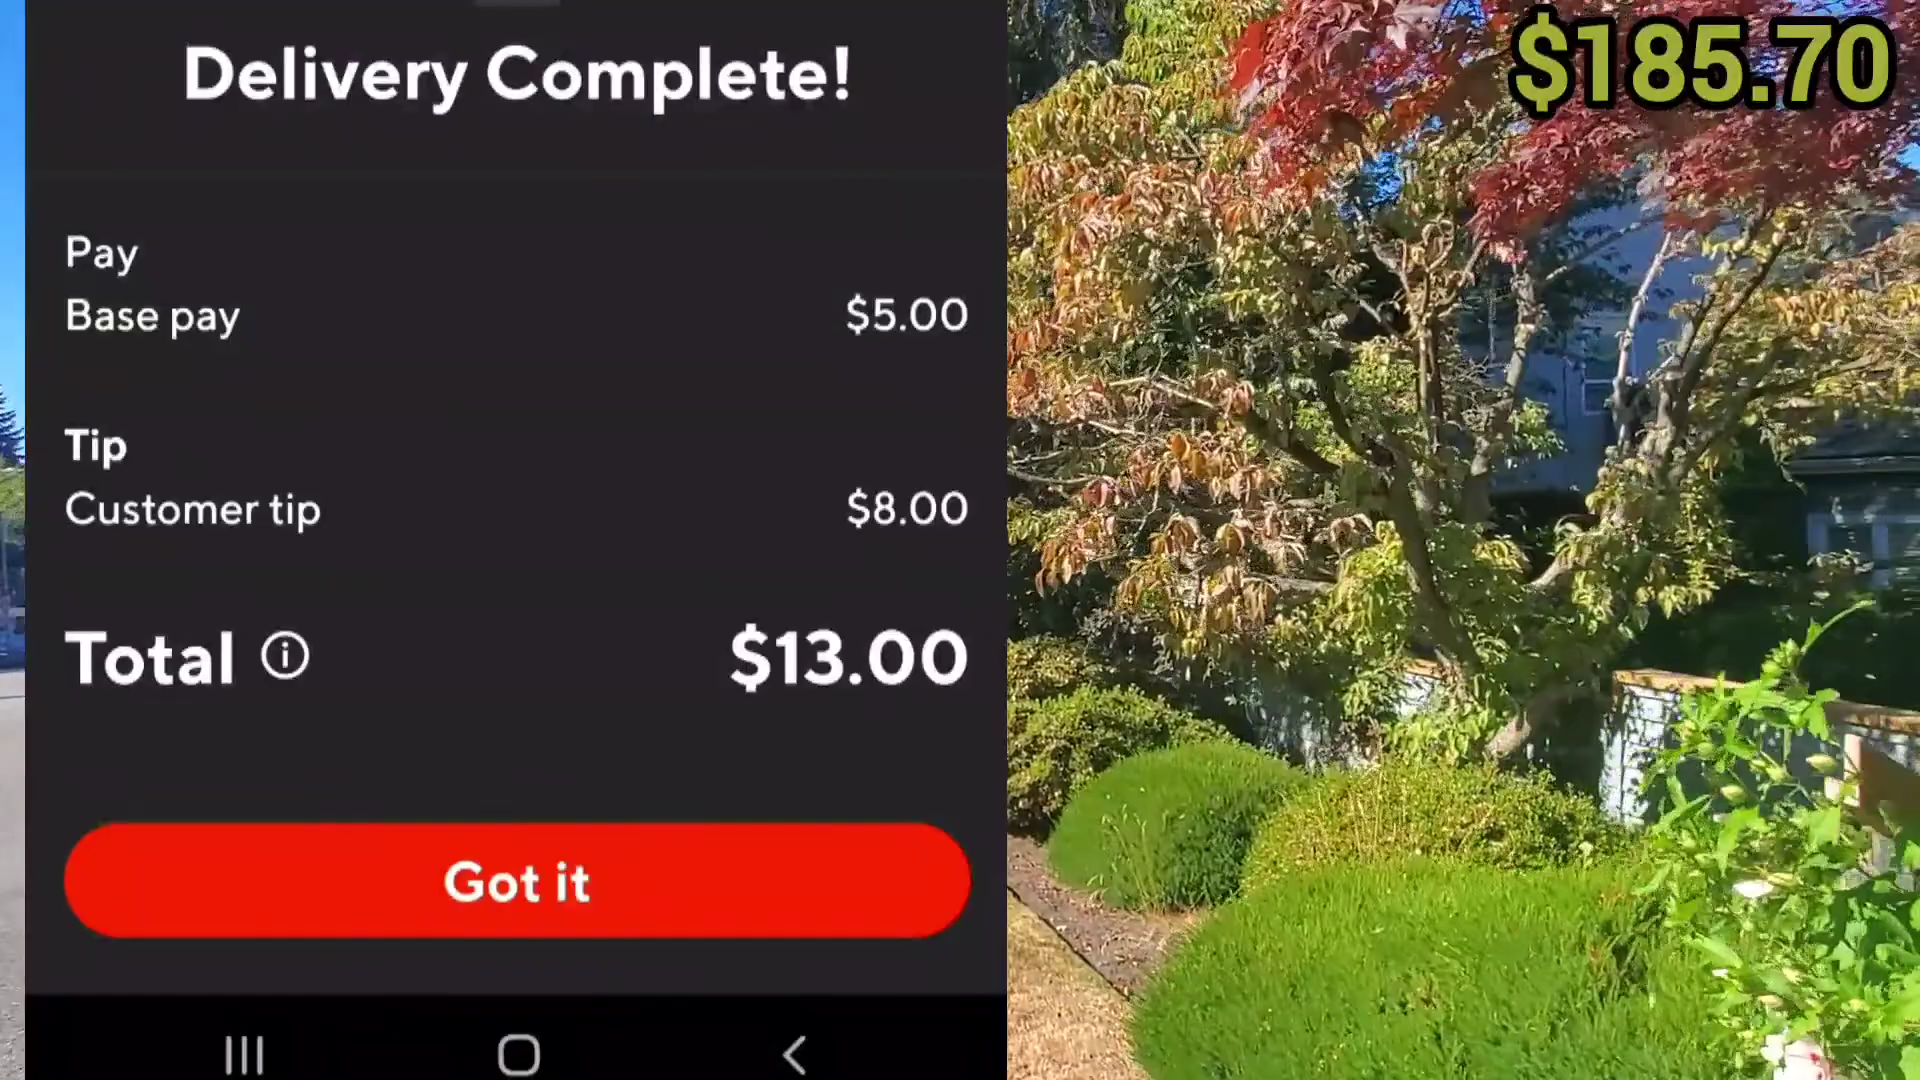 Delivery Complete!
Pay
Base pay $5.00
Tip
Customer tip $8.00
Total $13.00
Got it
$185.70